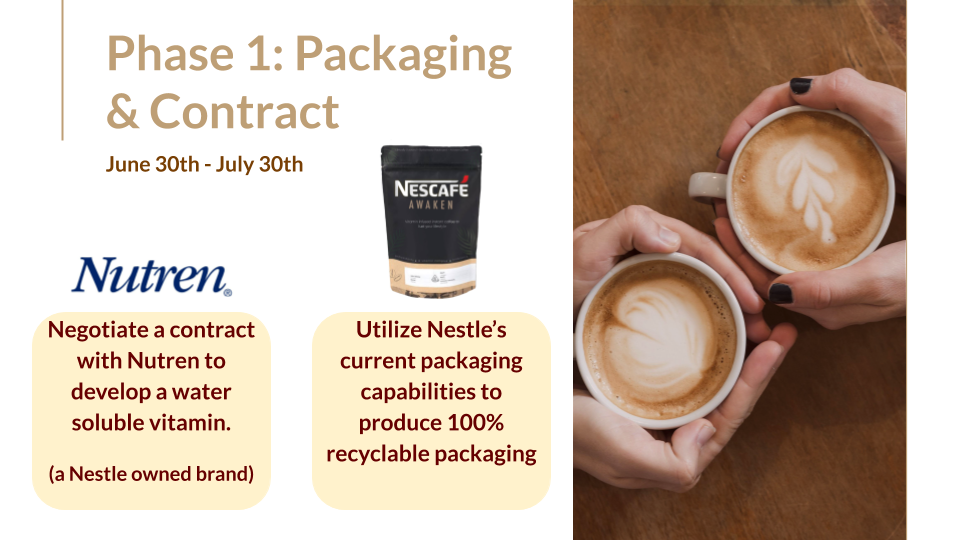 Phase 1: Packaging
& Contract
June 30th - July 30th
NESCAFÉ
AWAKEN
Nutren®
Negotiate a contract
with Nutren to
develop a water
soluble vitamin.
(a Nestle owned brand)
Utilize Nestle’s
current packaging
capabilities to
produce 100%
recyclable packaging